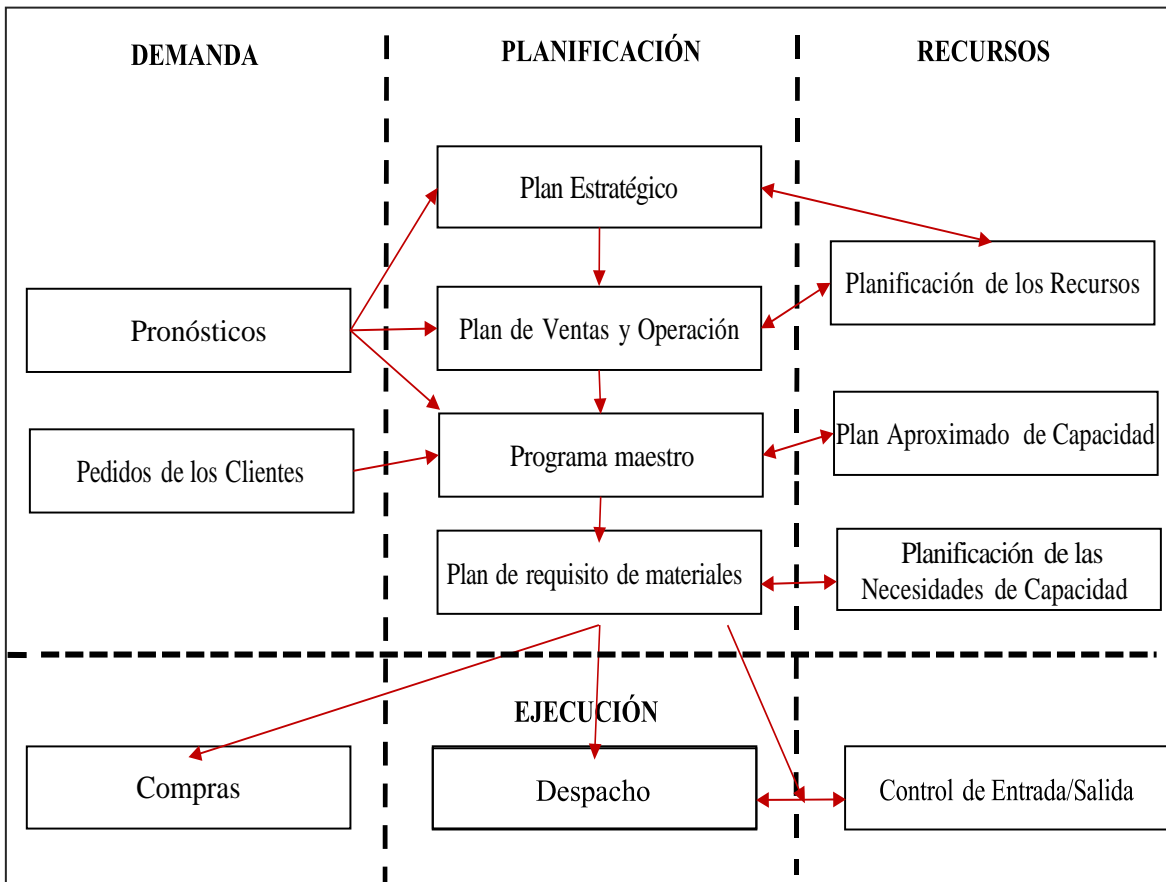 DEMANDA
PLANIFICACIÓN
RECURSOS
Plan Estratégico
Planificación de los Recursos
Pronósticos
Plan de Ventas y Operación
Plan Aproximado de Capacidad
Pedidos de los Clientes
Programa maestro
Plan de requisito de materiales
Planificación de las
Necesidades de Capacidad
EJECUCIÓN
Compras
Despacho
Control de Entrada/Salida